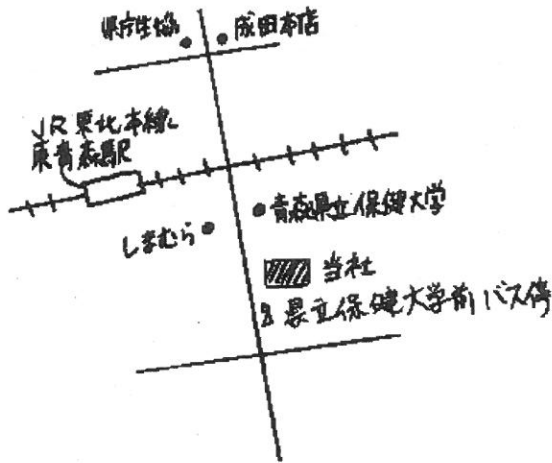 県庁生協
成田本店
JR東北本線
東青森駅
青森県立保健大学
しまむら
当社
県立保健大学前バス停